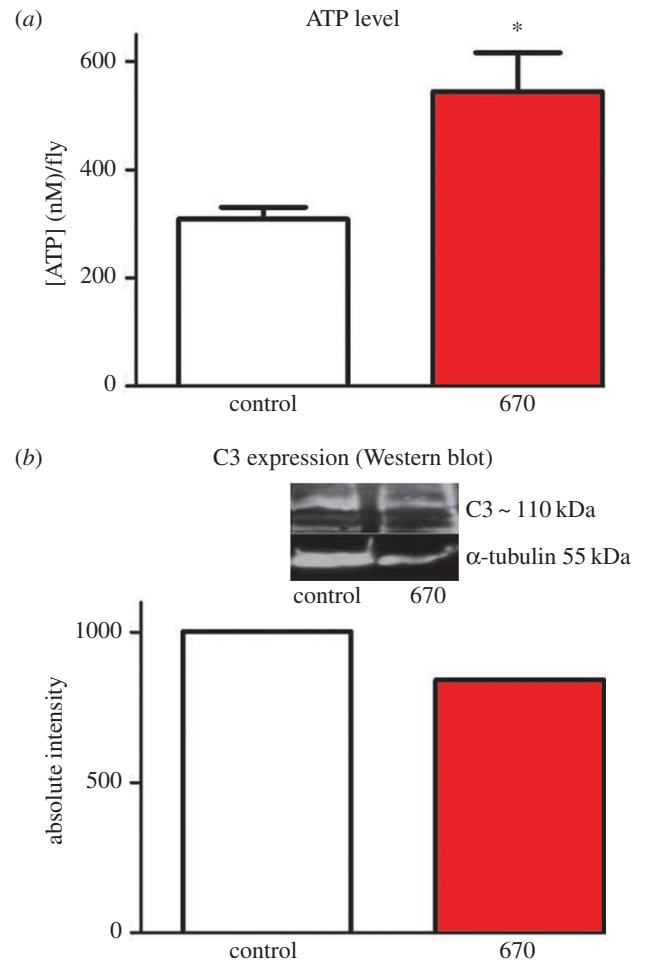 (a)
ATP level
*
600
400
200
0
[ATP] (nM)/fly
control 670
(b)
C3 expression (Western blot)
C3 ~ 110 kDa
α-tubulin 55 kDa
control 670
1000
500
0
absolute intensity
control 670